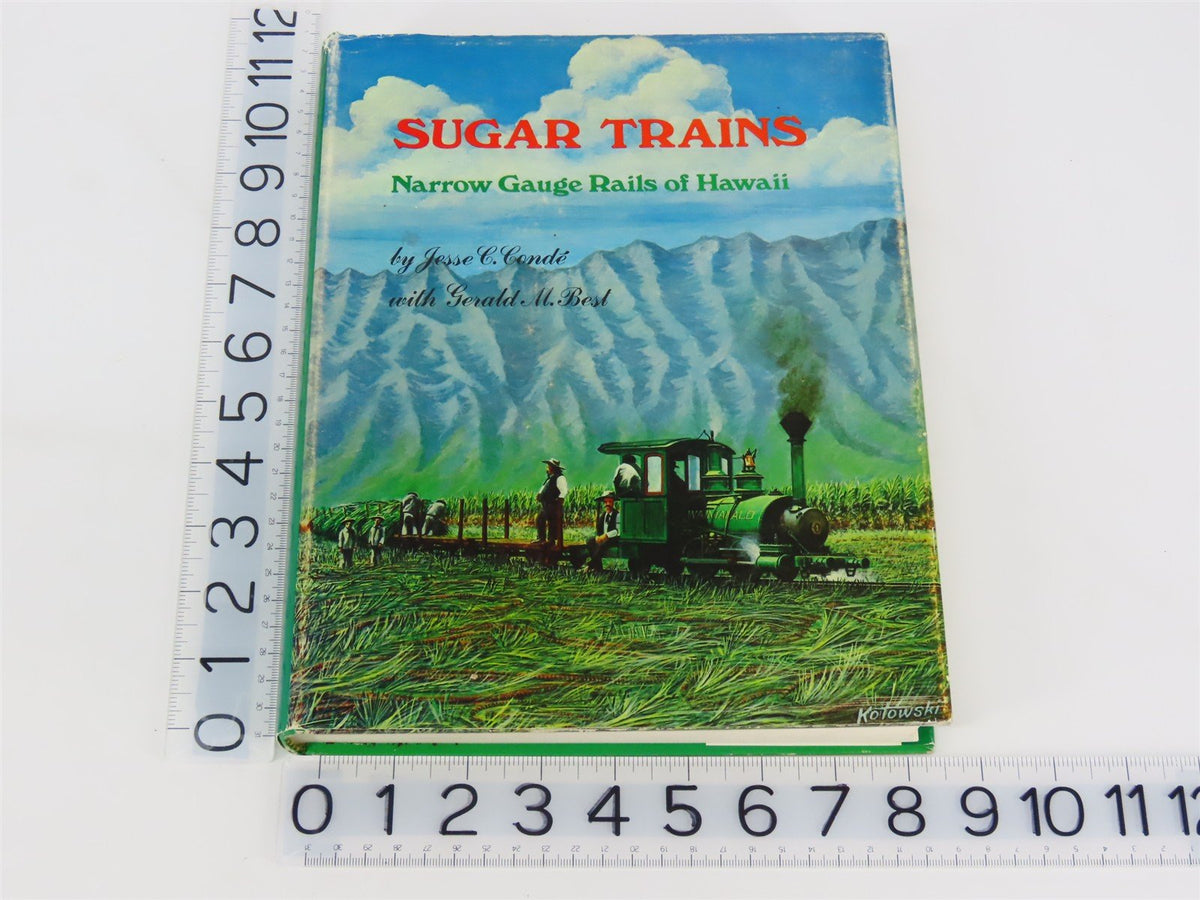 SUGAR TRAINS
Narrow Gauge Rails of Hawaii
by Jesse C. Condé
with Gerald M. Best
WAIMANALO
Kotowski
12
11
10
9
8
7
6
5
4
3
2
1
0
0 1 2 3 4 5 6 7 8 9 10 11 12